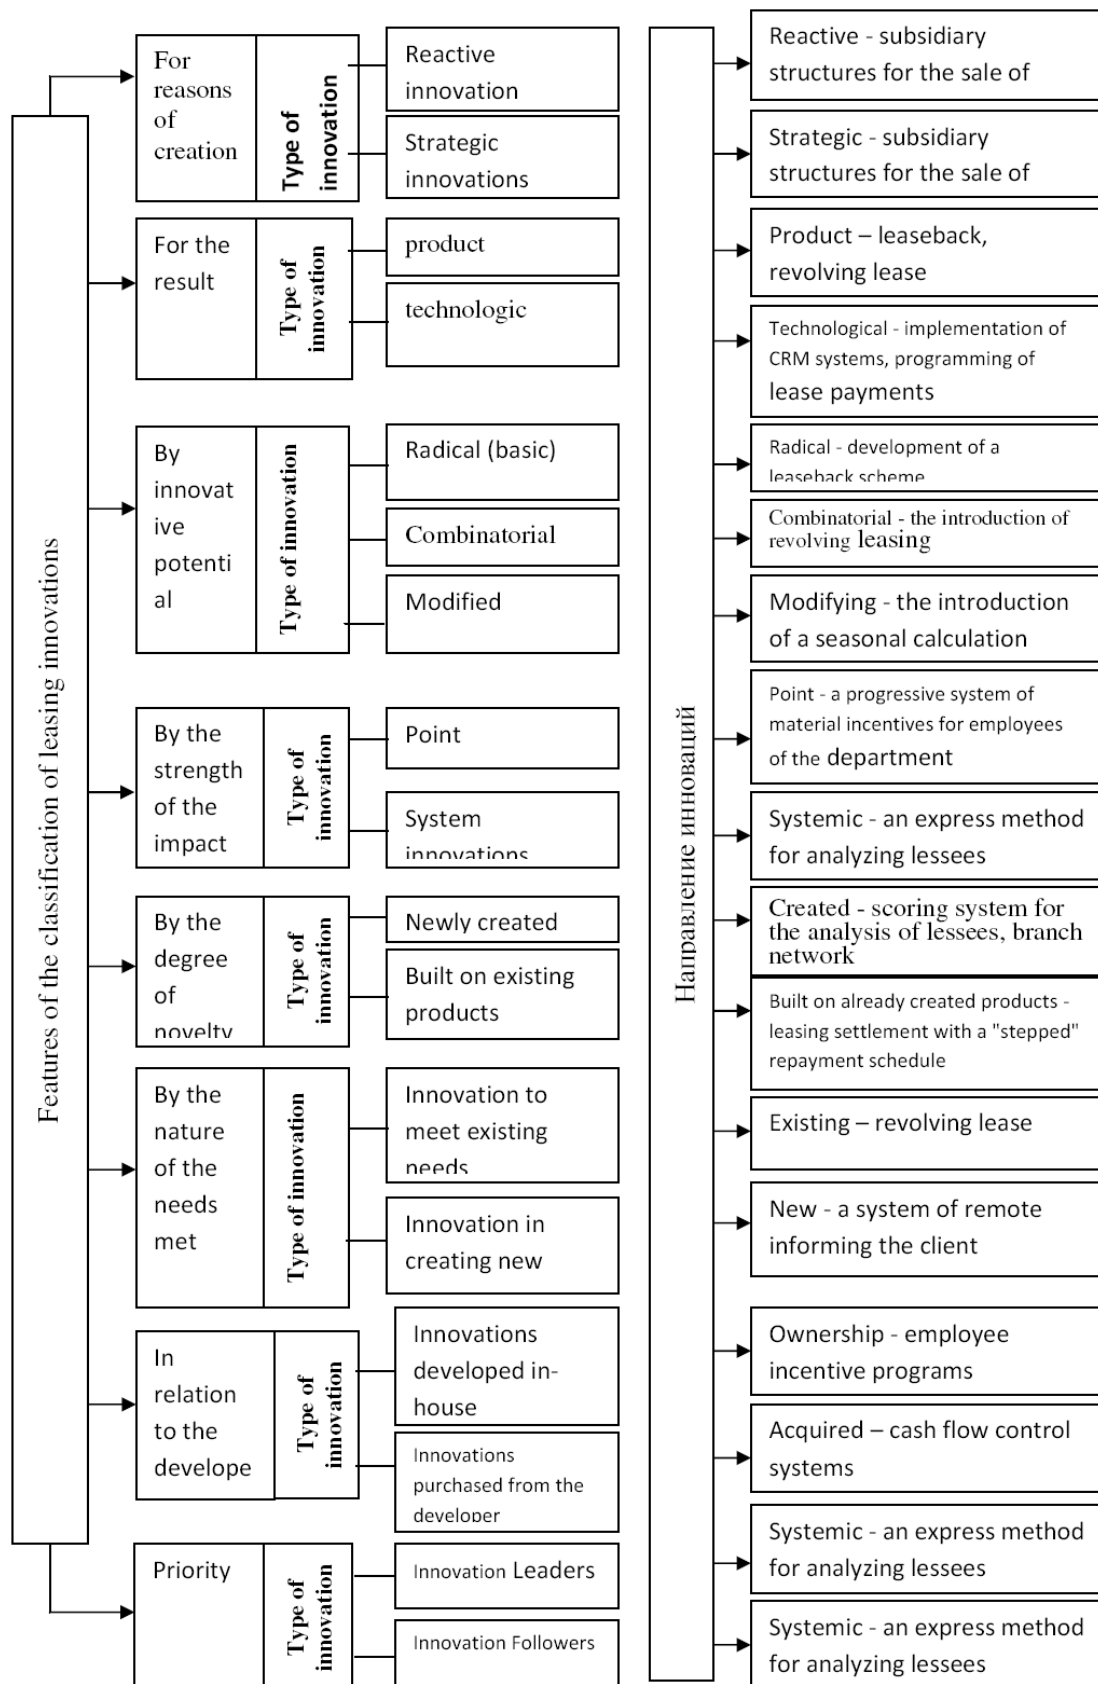 Features of the classification of leasing innovations
For
reasons
of
creation
Type of
innovation
Reactive
innovation
Strategic
innovations
For the
result
Type of
innovation
product
technologic
By
innovat
ive
potenti
al
Type of innovation
Radical (basic)
Combinatorial
Modified
By the
strength
of the
impact
Type of
innovation
Point
System
innovations
By the
degree
of
novelty
Type of
innovation
Newly created
Built on existing
products
By the
nature
of the
needs
met
Type of innovation
Innovation to
meet existing
needs
Innovation in
creating new
In
relation
to the
develope
Type of
innovation
Innovations
developed in-
house
Innovations
purchased from the
developer
Priority
Type of
innovation
Innovation Leaders
Innovation Followers
Направление инноваций
Reactive - subsidiary
structures for the sale of
Strategic - subsidiary
structures for the sale of
Product – leaseback,
revolving lease
Technological - implementation of
CRM systems, programming of
lease payments
Radical - development of a
leaseback scheme
Combinatorial - the introduction of
revolving leasing
Modifying - the introduction
of a seasonal calculation
Point - a progressive system of
material incentives for employees
of the department
Systemic - an express method
for analyzing lessees
Created - scoring system for
the analysis of lessees, branch
network
Built on already created products -
leasing settlement with a "stepped"
repayment schedule
Existing – revolving lease
New - a system of remote
informing the client
Ownership - employee
incentive programs
Acquired – cash flow control
systems
Systemic - an express method
for analyzing lessees
Systemic - an express method
for analyzing lessees